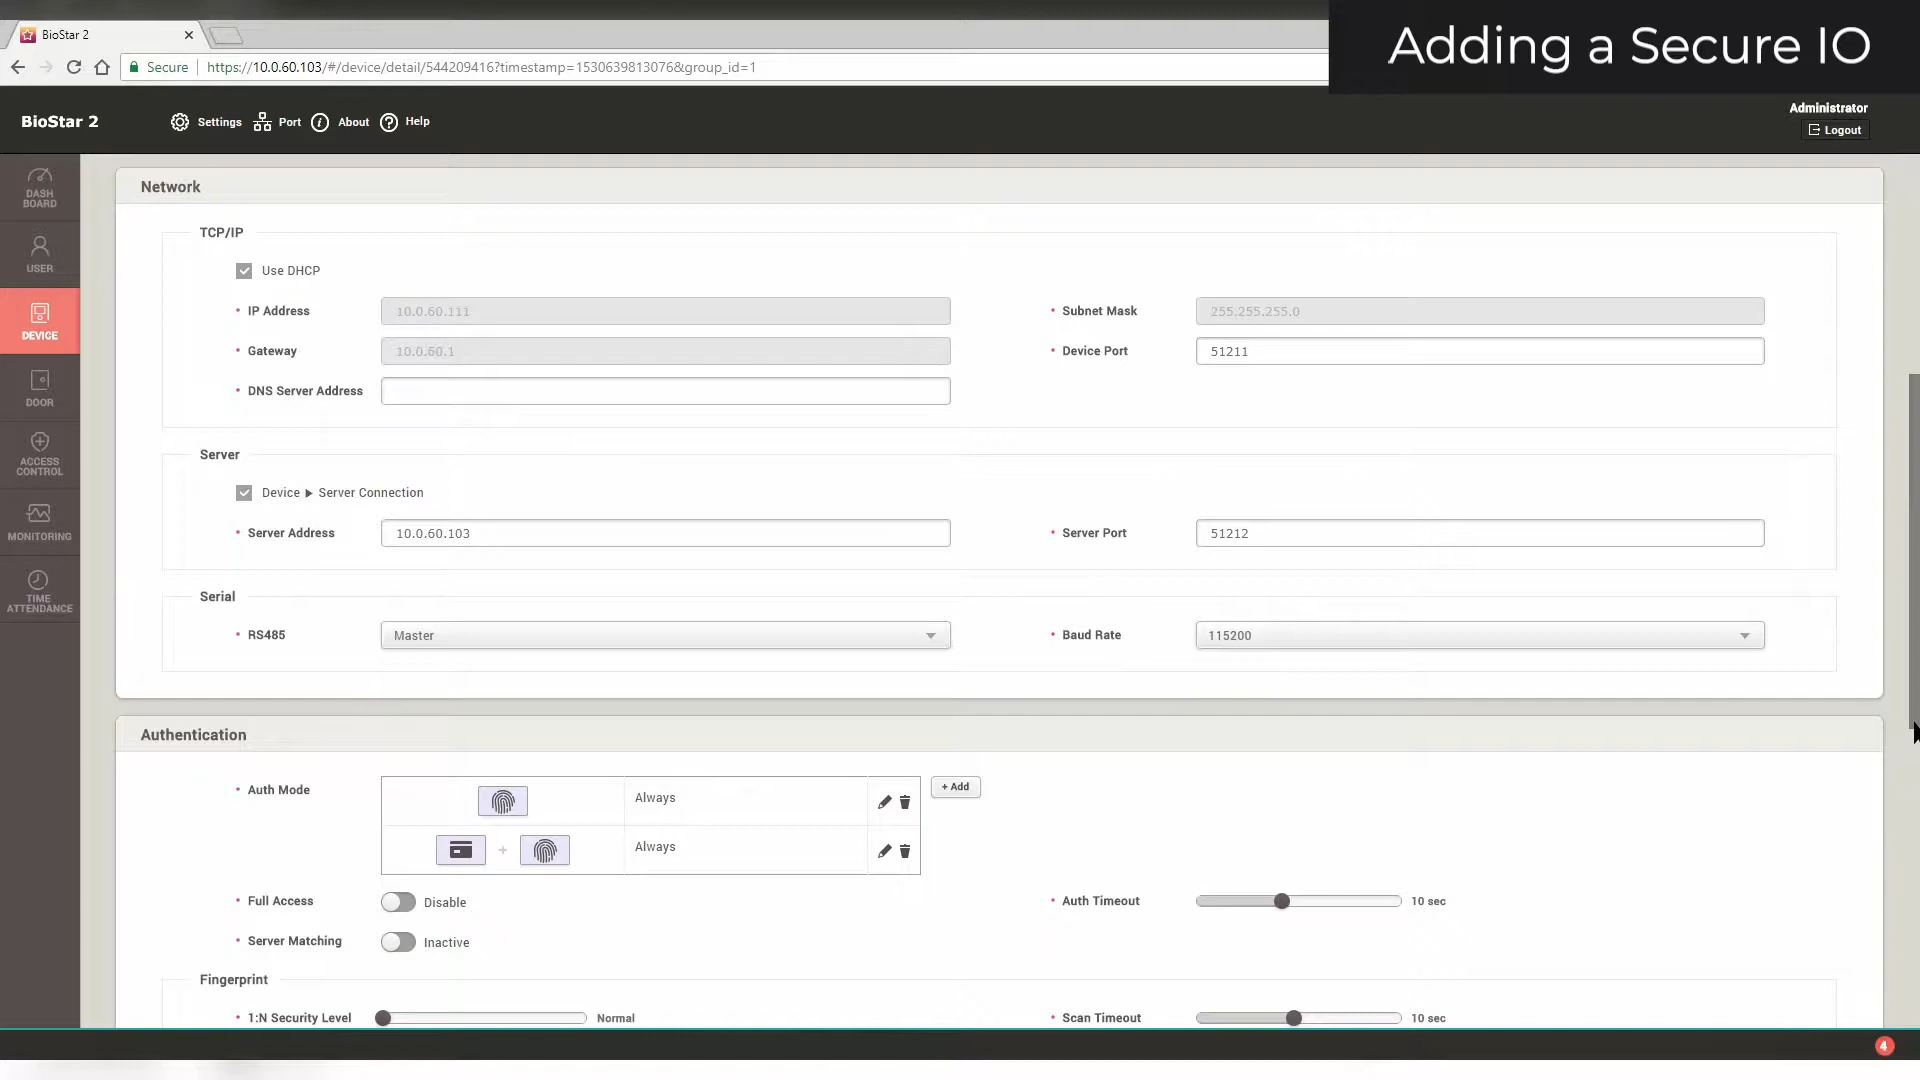 BioStar 2
Adding a Secure IO
Secure
https://10.0.60.103/#/device/detail/544209416?timestamp=1530639813076&group_id=1
BioStar 2
Settings
Port
About
Help
Administrator
Logout
DASH
BOARD
USER
DEVICE
DOOR
ACCESS
CONTROL
MONITORING
TIME
ATTENDANCE
Network
TCP/IP
Use DHCP
• IP Address
10.0.60.111
• Subnet Mask
255.255.255.0
• Gateway
10.0.60.1
• Device Port
51211
• DNS Server Address
Server
Device ▶ Server Connection
• Server Address
10.0.60.103
• Server Port
51212
Serial
• RS485
Master
• Baud Rate
115200
Authentication
• Auth Mode
Always
+ Add
+
Always
• Full Access
Disable
• Auth Timeout
10 sec
• Server Matching
Inactive
Fingerprint
• 1:N Security Level
Normal
• Scan Timeout
10 sec
4